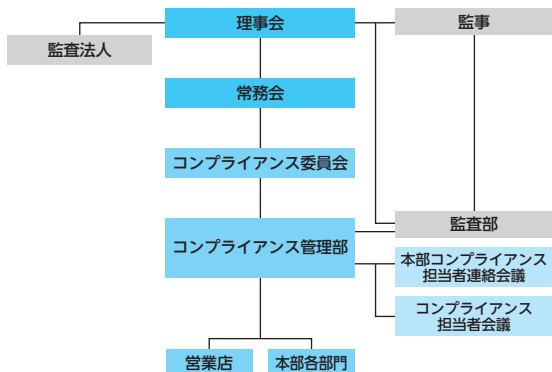 理事会
監事
監査法人
常務会
コンプライアンス委員会
監査部
コンプライアンス管理部
本部コンプライアンス
担当者連絡会議
コンプライアンス
担当者会議
営業店
本部各部門